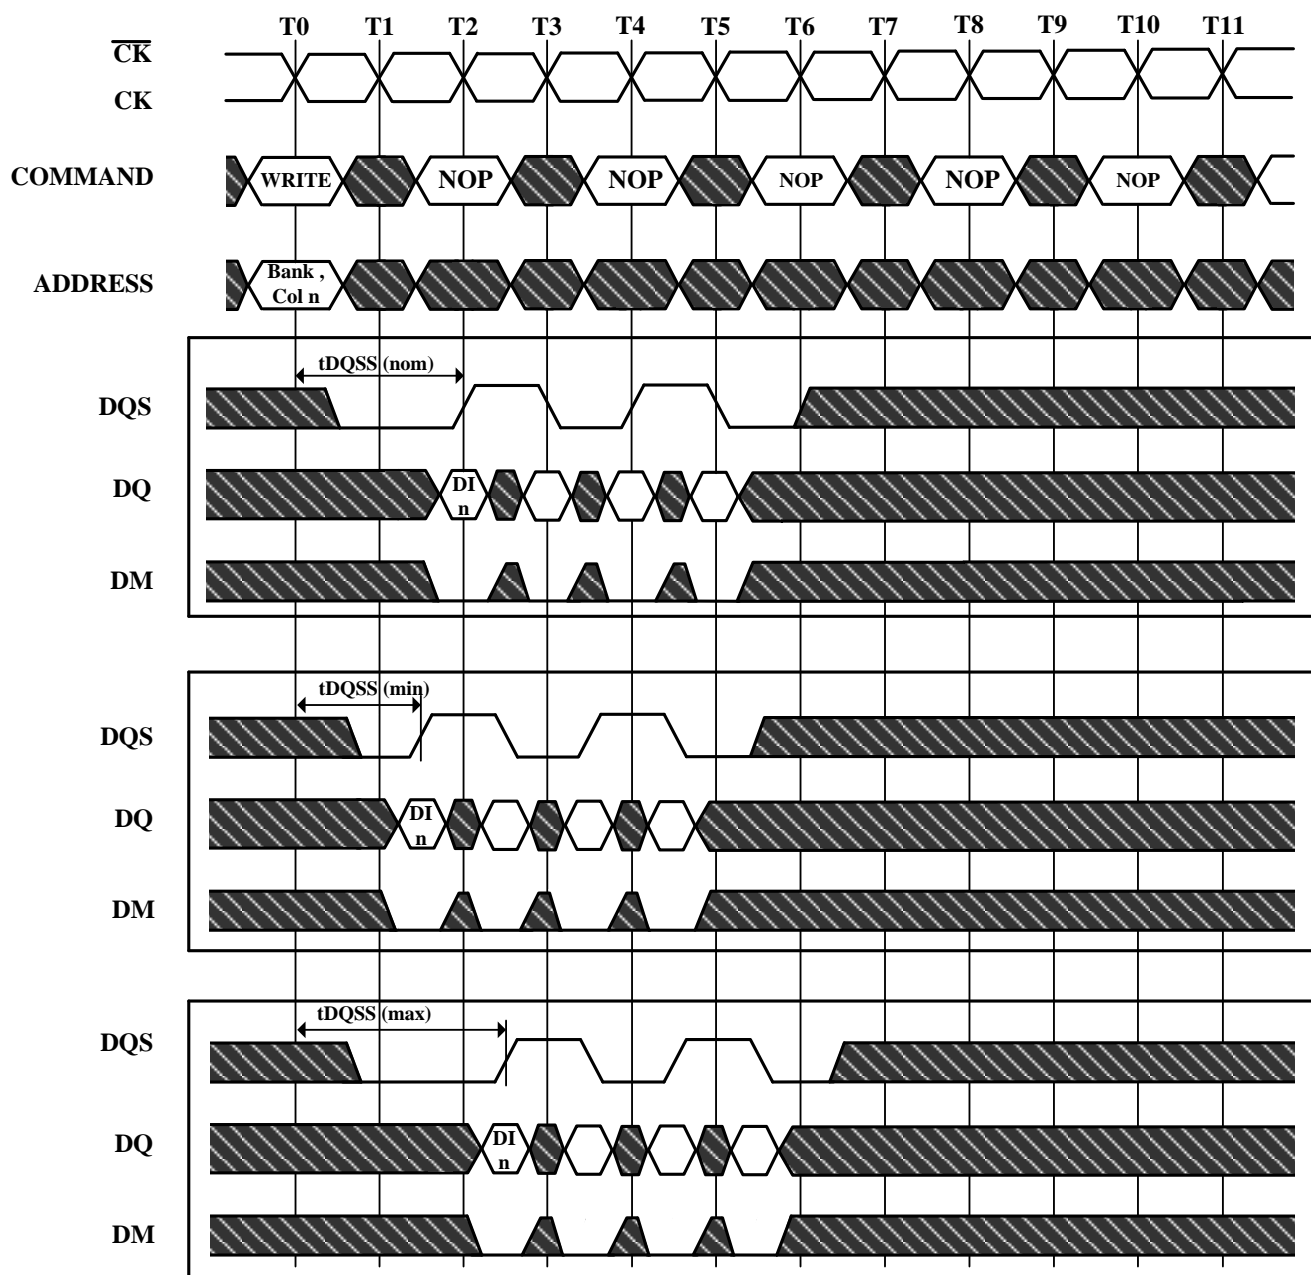 T0 T1 T2 T3 T4 T5 T6 T7 T8 T9 T10 T11
CK
CK
COMMAND WRITE NOP NOP NOP NOP NOP
ADDRESS Bank ,
Col n
tDQSS (nom)
DQS
DQ DI
n
DM
tDQSS (min)
DQS
DQ DI
n
DM
tDQSS (max)
DQS
DQ DI
n
DM